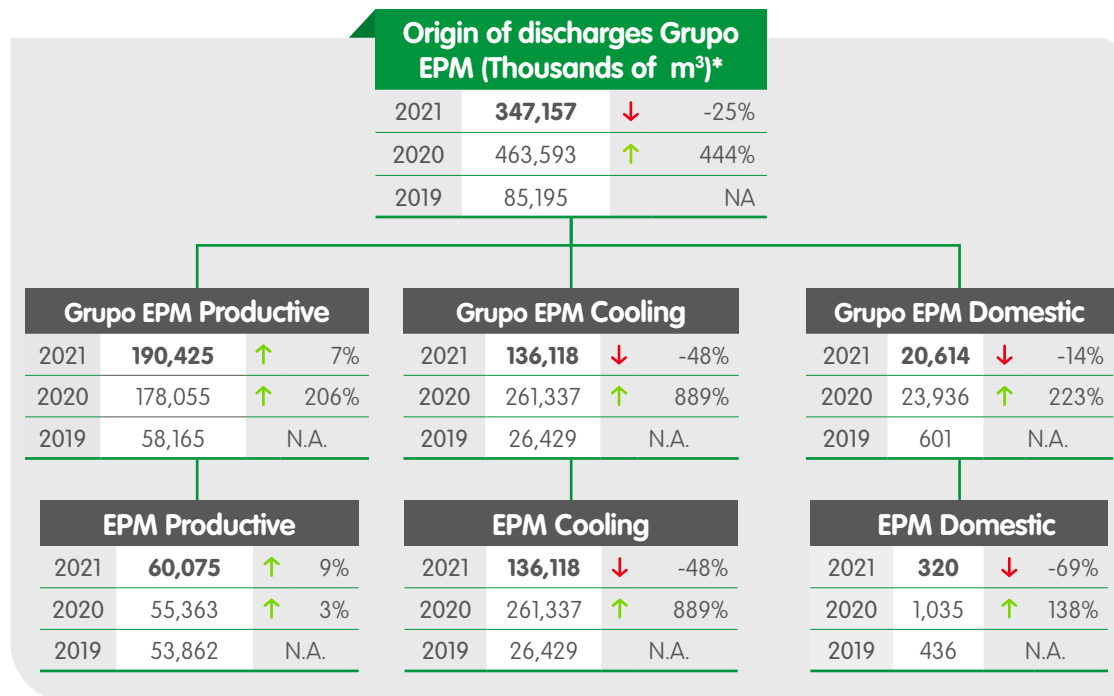 Origin of discharges Grupo
EPM (Thousands of m³)*
2021 347,157 ↓ -25%
2020 463,593 ↑ 444%
2019 85,195 NA
Grupo EPM Productive
2021 190,425 ↑ 7%
2020 178,055 ↑ 206%
2019 58,165 N.A.
Grupo EPM Cooling
2021 136,118 ↓ -48%
2020 261,337 ↑ 889%
2019 26,429 N.A.
Grupo EPM Domestic
2021 20,614 ↓ -14%
2020 23,936 ↑ 223%
2019 601 N.A.
EPM Productive
2021 60,075 ↑ 9%
2020 55,363 ↑ 3%
2019 53,862 N.A.
EPM Cooling
2021 136,118 ↓ -48%
2020 261,337 ↑ 889%
2019 26,429 N.A.
EPM Domestic
2021 320 ↓ -69%
2020 1,035 ↑ 138%
2019 436 N.A.